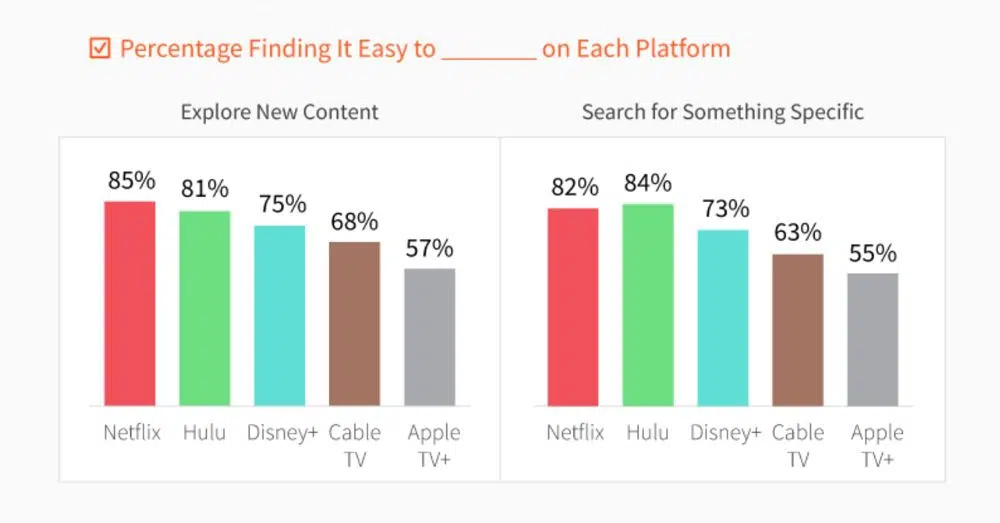 Percentage Finding It Easy to _______ on Each Platform
Explore New Content
85%
81%
75%
68%
57%
Netflix
Hulu
Disney+
Cable
TV
Apple
TV+
Search for Something Specific
82%
84%
73%
63%
55%
Netflix
Hulu
Disney+
Cable
TV
Apple
TV+